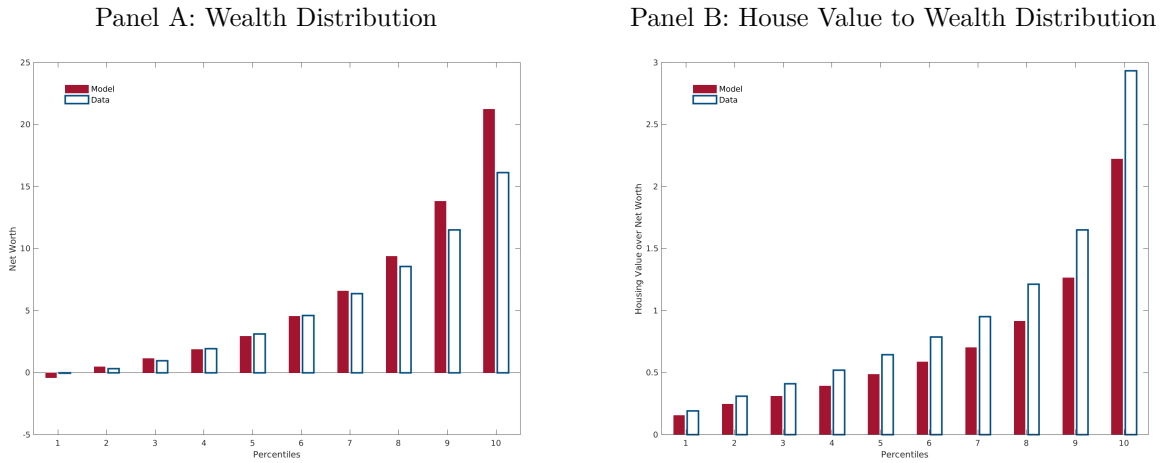 Panel A: Wealth Distribution
Panel B: House Value to Wealth Distribution
25
20
15
10
5
0
-5
Net Worth
Model
Data
1 2 3 4 5 6 7 8 9 10
Percentiles
3
2.5
2
1.5
1
0.5
0
Housing Value over Net Worth
Model
Data
1 2 3 4 5 6 7 8 9 10
Percentiles